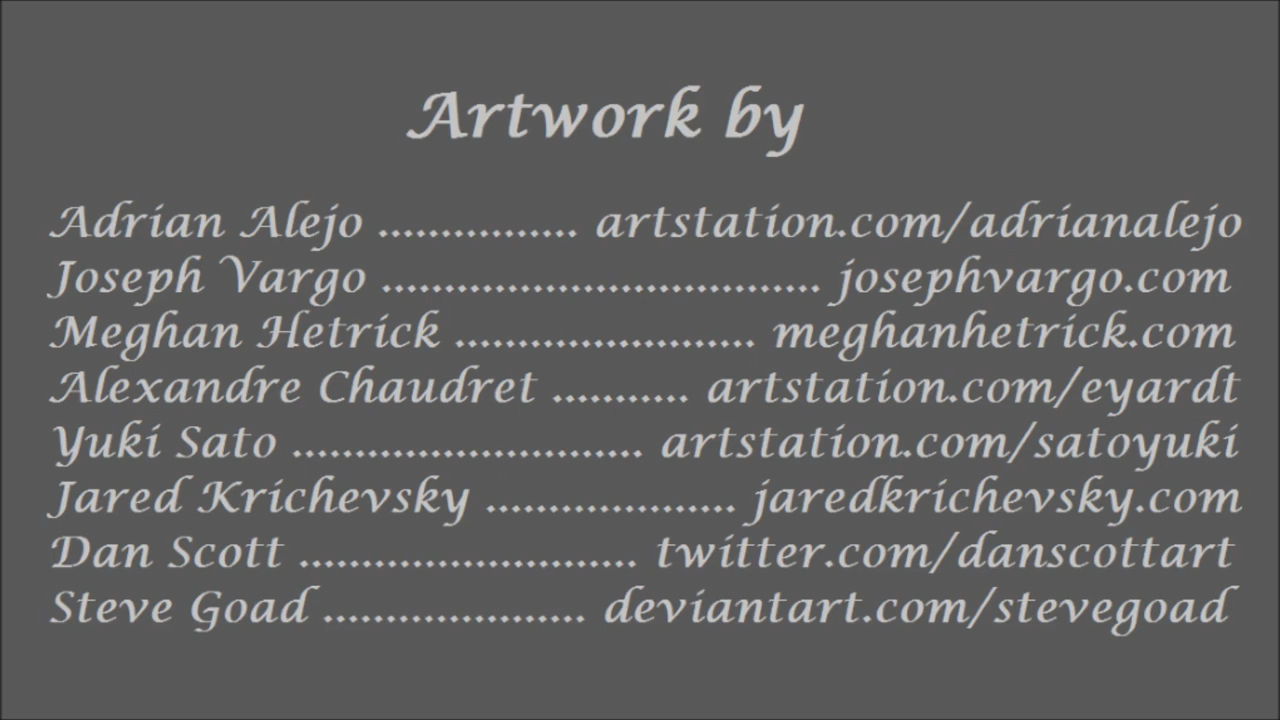 Artwork by
Adrian Alejo ................ artstation.com/adrianalejo
Joseph Vargo ................................... josephvargo.com
Meghan Hetrick ........................ meghanhetrick.com
Alexandre Chaudret ........... artstation.com/eyardt
Yuki Sato ............................ artstation.com/satoyuki
Jared Krichevsky .................... jaredkrichevsky.com
Dan Scott ........................... twitter.com/danscottart
Steve Goad ..................... deviantart.com/stevegoad